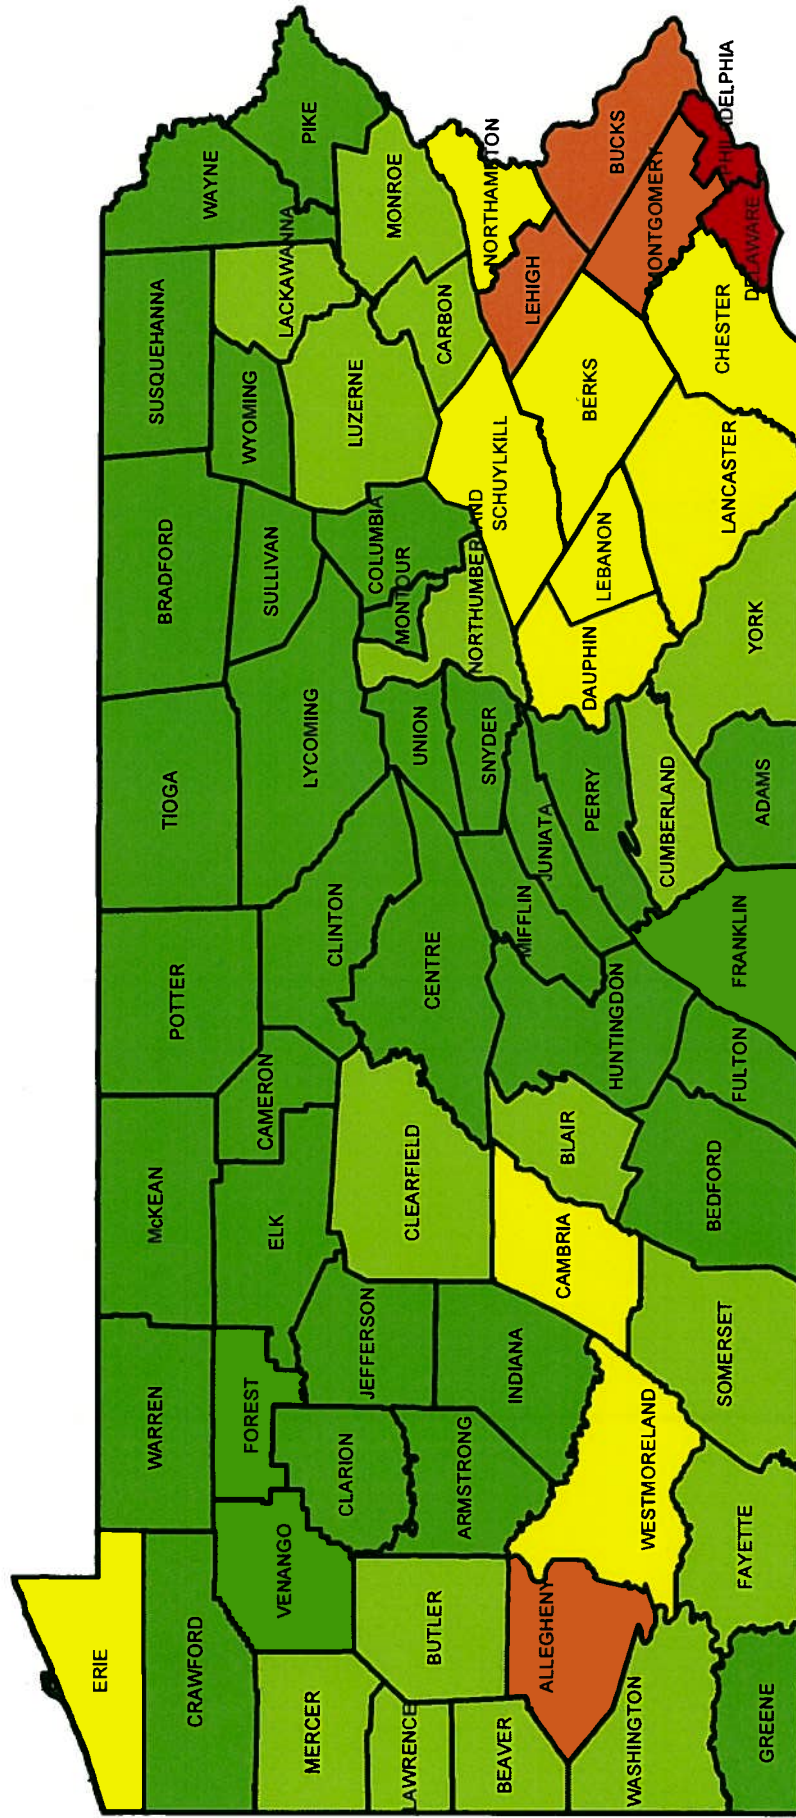 ERIE
CRAWFORD
WARREN
McKEAN
POTTER
TIOGA
BRADFORD
SUSQUEHANNA
WAYNE
PIKE
MERCER
VENANGO
FOREST
ELK
CAMERON
CLINTON
LYCOMING
SULLIVAN
WYOMING
LACKAWANNA
LAWRENCE
BUTLER
CLARION
JEFFERSON
CLEARFIELD
CENTRE
UNION
MONTOUR
COLUMBIA
LUZERNE
MONROE
CARBON
BEAVER
ALLEGHENY
ARMSTRONG
INDIANA
CAMBRIA
BLAIR
HUNTINGDON
MIFFLIN
JUNIATA
SNYDER
NORTHUMBERLAND
SCHUYLKILL
LEHIGH
NORTHAMPTON
WASHINGTON
WESTMORELAND
SOMERSET
BEDFORD
FULTON
FRANKLIN
PERRY
CUMBERLAND
DAUPHIN
LEBANON
BERKS
MONTGOMERY
BUCKS
GREENE
FAYETTE
ADAMS
YORK
LANCASTER
CHESTER
DELAWARE
PHILADELPHIA